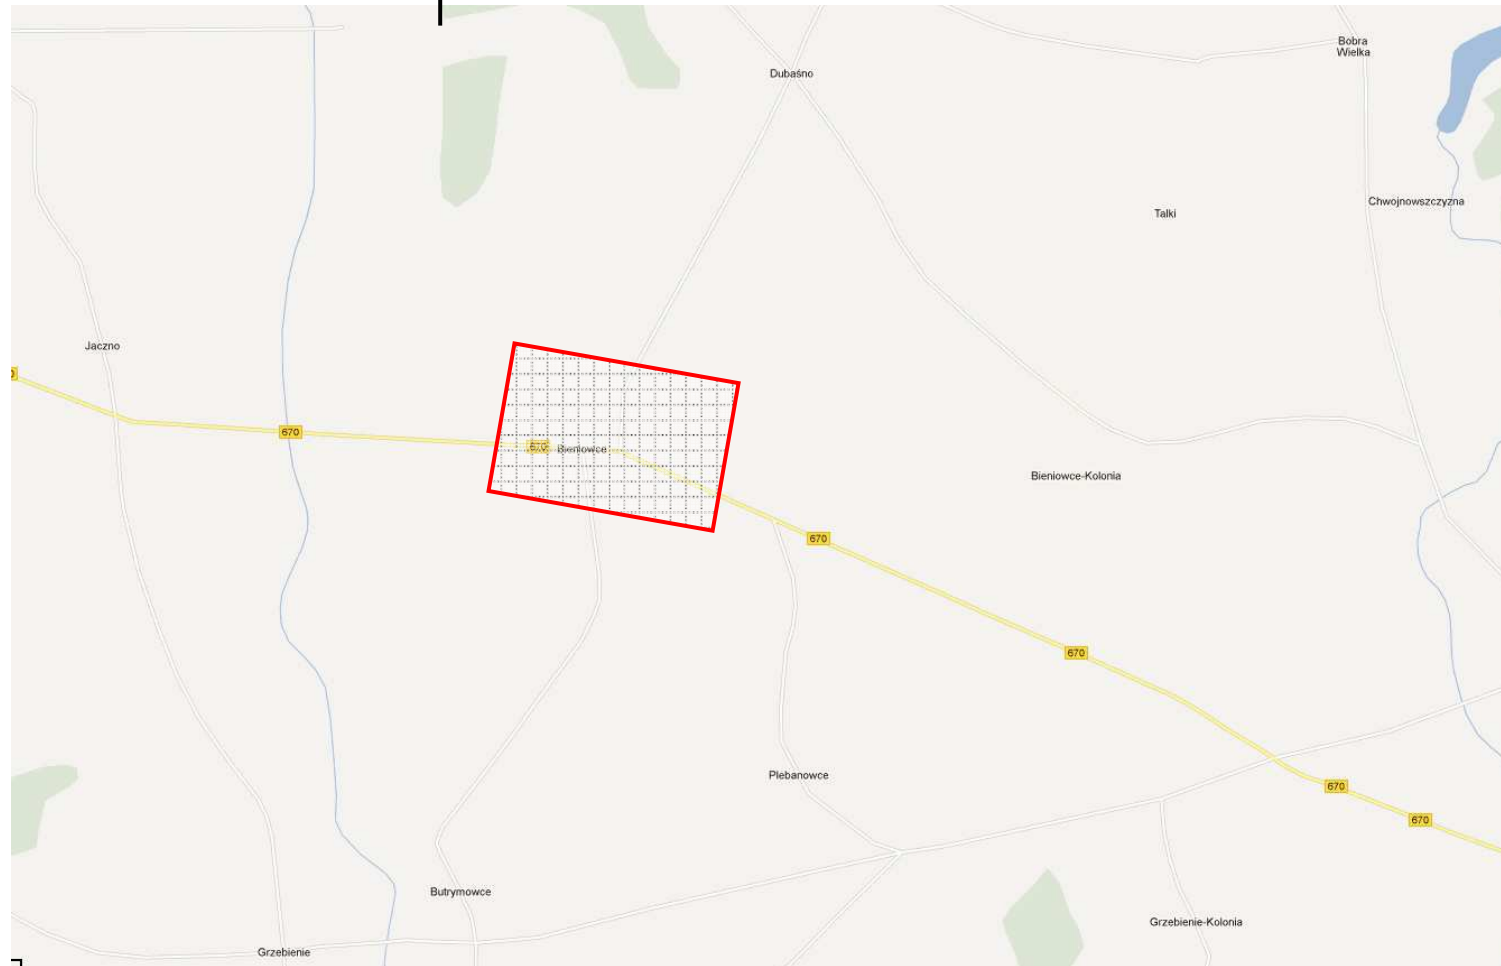 Bobra
Wielka
Dubaśno
Chwojnowszczyzna
Talki
Jaczno
670
670
Bieniowce
Bieniowce-Kolonia
670
670
Plebanowce
670
670
Butrymowce
Grzebienie-Kolonia
Grzebienie